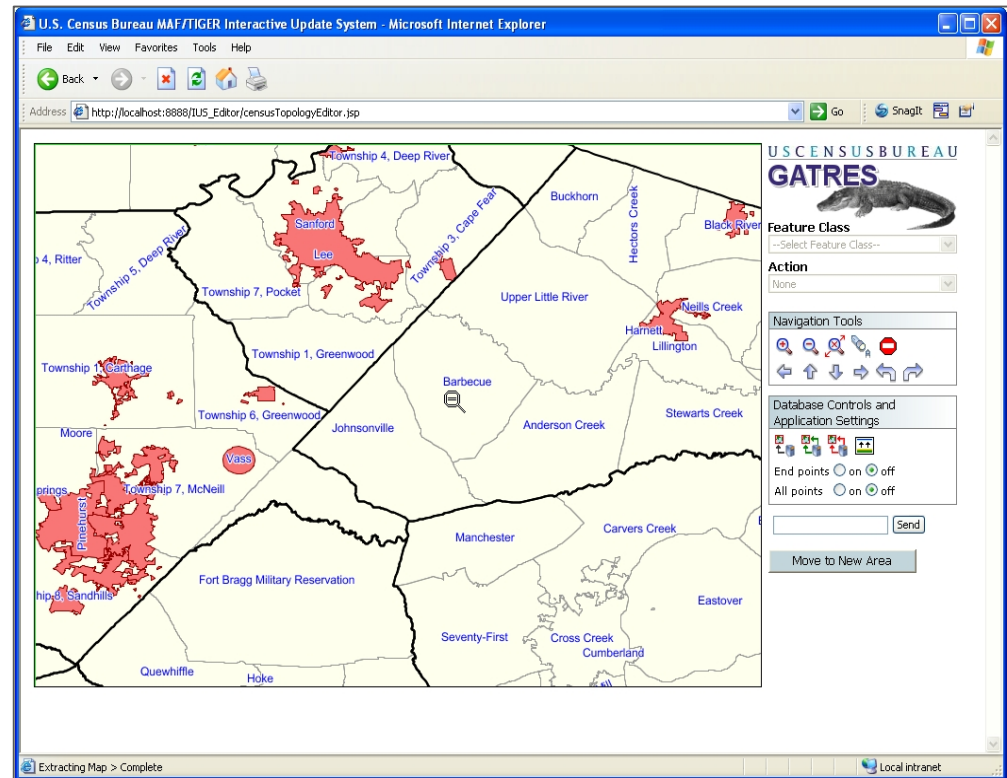 U.S. Census Bureau MAF/TIGER Interactive Update System - Microsoft Internet Explorer
File Edit View Favorites Tools Help
Back
Address http://localhost:8888/IUS_Editor/censusTopologyEditor.jsp Go SnagIt
Township 4, Deep River
Buckhorn
Hectors Creek
Township 3, Cape Fear
Sanford
Black River
Township 5, Deep River
Lee
p 4, Ritter
Township 7, Pocket
Upper Little River
Neills Creek
Harnett
Lillington
Township 1, Greenwood
Township 1, Carthage
Barbecue
Township 6, Greenwood
Stewarts Creek
Johnsonville
Anderson Creek
Moore
Vass
prings
Township 7, McNeill
Pinehurst
Carvers Creek
Manchester
Fort Bragg Military Reservation
hip 8, Sandhills
Eastover
Seventy-First
Cross Creek
Cumberland
Quewhiffle
Hoke
USCENSUSBUREAU
GATRES
Feature Class
--Select Feature Class--
Action
None
Navigation Tools
Database Controls and
Application Settings
End points on off
All points on off
Send
Move to New Area
Extracting Map > Complete
Local intranet